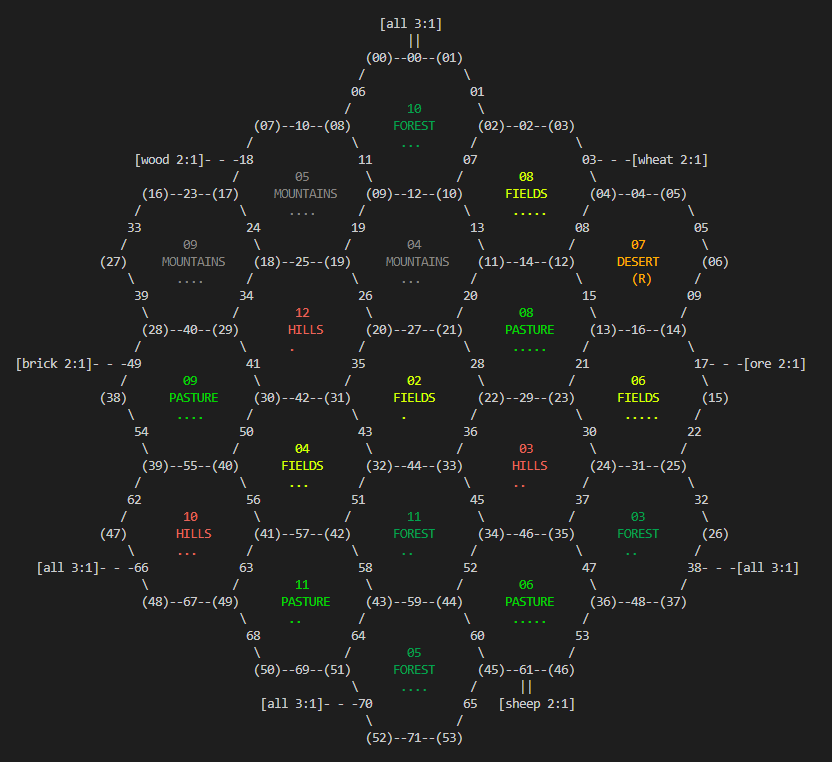 [all 3:1]
||
(00)--00--(01)
/ \
06 01
/ 10 \
(07)--10--(08) FOREST (02)--02--(03)
/ \ ... / \
[wood 2:1]- - -18 11 07 03- - -[wheat 2:1]
/ 05 \ / 08 \
(16)--23--(17) MOUNTAINS (09)--12--(10) FIELDS (04)--04--(05)
/ \ .... / \ ..... / \
33 24 19 13 08 05
/ 09 \ / 04 \ / 07 \
(27) MOUNTAINS (18)--25--(19) MOUNTAINS (11)--14--(12) DESERT (06)
\ .... / \ ... / \ (R) /
39 34 26 20 15 09
\ / 12 \ / 08 \ /
(28)--40--(29) HILLS (20)--27--(21) PASTURE (13)--16--(14)
/ \ . / \ ..... / \
[brick 2:1]- - -49 41 35 28 21 17- - -[ore 2:1]
/ 09 \ / 02 \ / 06 \
(38) PASTURE (30)--42--(31) FIELDS (22)--29--(23) FIELDS (15)
\ .... / \ . / \ ..... /
54 50 43 36 30 22
\ / 04 \ / 03 \ /
(39)--55--(40) FIELDS (32)--44--(33) HILLS (24)--31--(25)
/ \ ... / \ .. / \
62 56 51 45 37 32
/ 10 \ / 11 \ / 03 \
(47) HILLS (41)--57--(42) FOREST (34)--46--(35) FOREST (26)
\ ... / \ .. / \ .. /
[all 3:1]- - -66 63 58 52 47 38- - -[all 3:1]
\ / 11 \ / 06 \ /
(48)--67--(49) PASTURE (43)--59--(44) PASTURE (36)--48--(37)
\ .. / \ ..... /
68 64 60 53
\ / 05 \ /
(50)--69--(51) FOREST (45)--61--(46)
\ .... / ||
[all 3:1]- - -70 65 [sheep 2:1]
\ /
(52)--71--(53)